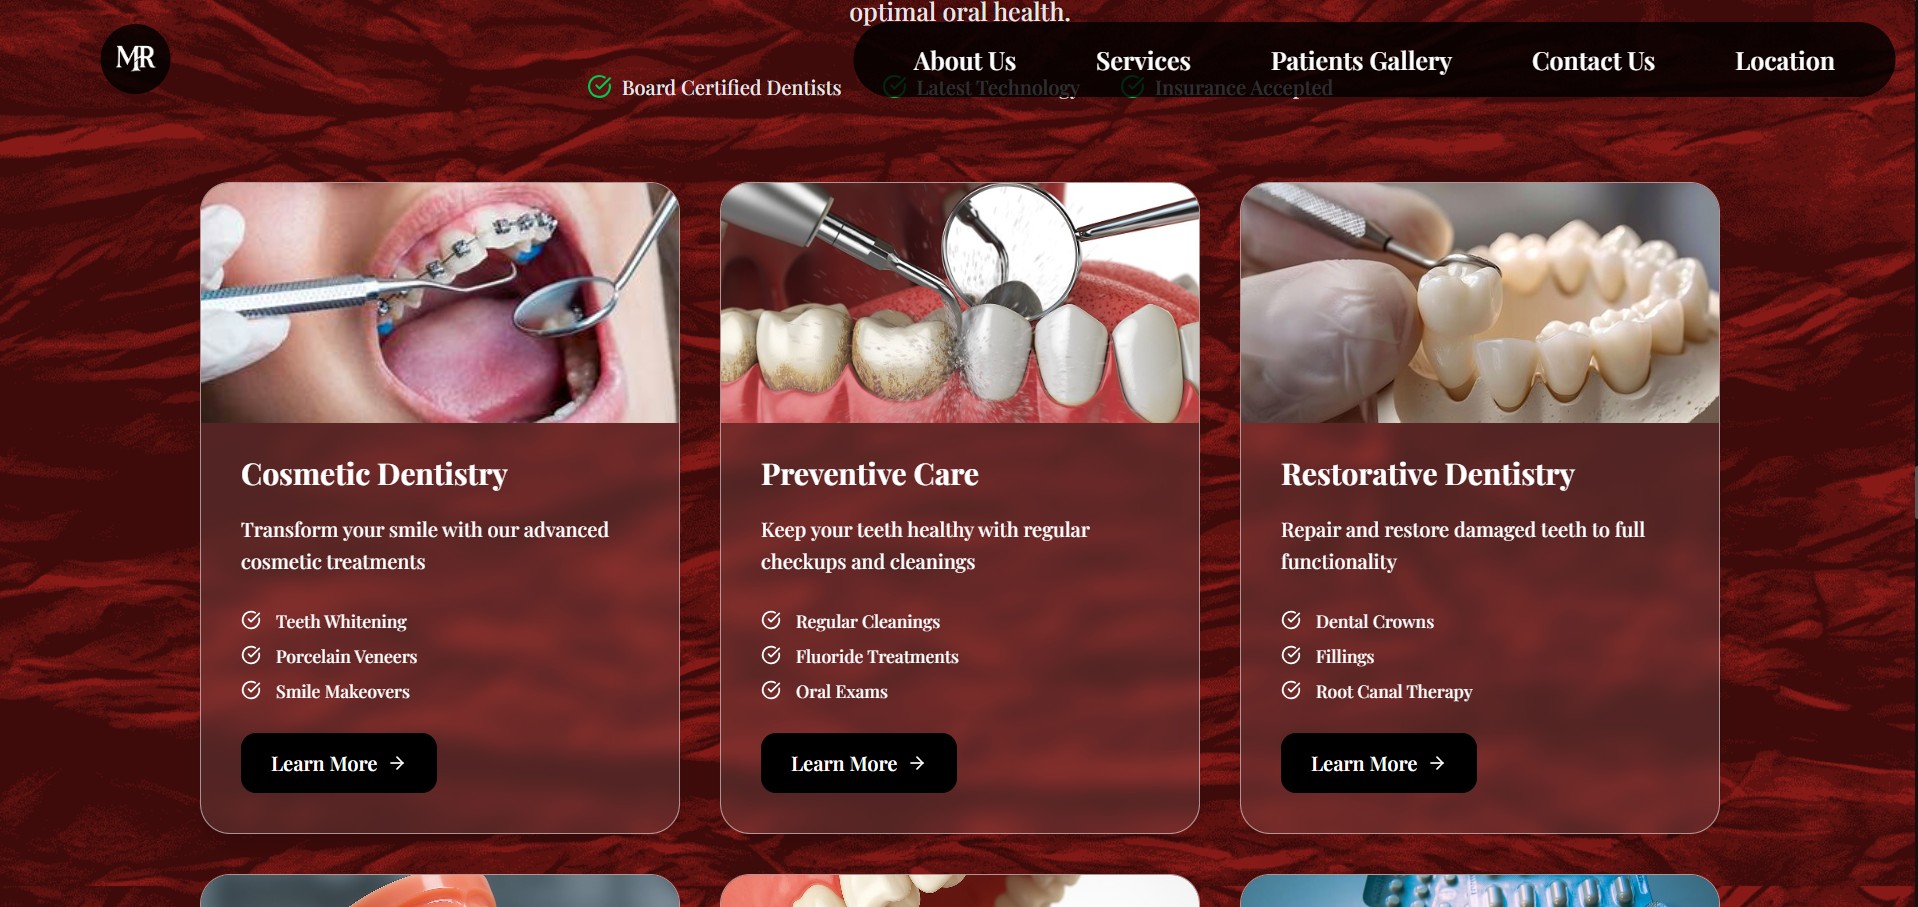 optimal oral health.
MR
About Us
Services
Patients Gallery
Contact Us
Location
Board Certified Dentists
Latest Technology
Insurance Accepted
Cosmetic Dentistry
Transform your smile with our advanced
cosmetic treatments
Teeth Whitening
Porcelain Veneers
Smile Makeovers
Learn More
Preventive Care
Keep your teeth healthy with regular
checkups and cleanings
Regular Cleanings
Fluoride Treatments
Oral Exams
Learn More
Restorative Dentistry
Repair and restore damaged teeth to full
functionality
Dental Crowns
Fillings
Root Canal Therapy
Learn More